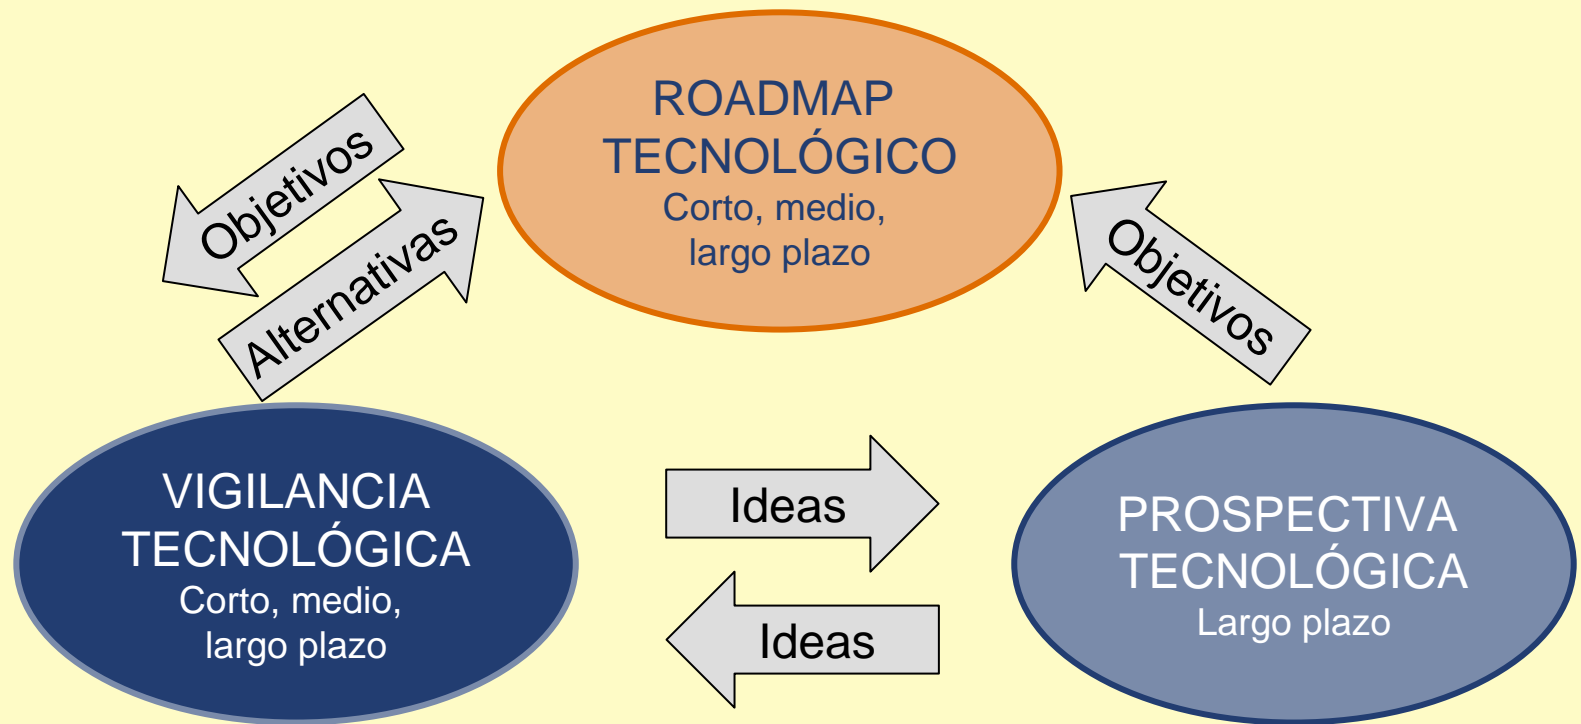 ROADMAP
TECNOLÓGICO
Corto, medio,
largo plazo
Objetivos
Alternativas
Objetivos
VIGILANCIA
TECNOLÓGICA
Corto, medio,
largo plazo
Ideas
Ideas
PROSPECTIVA
TECNOLÓGICA
Largo plazo